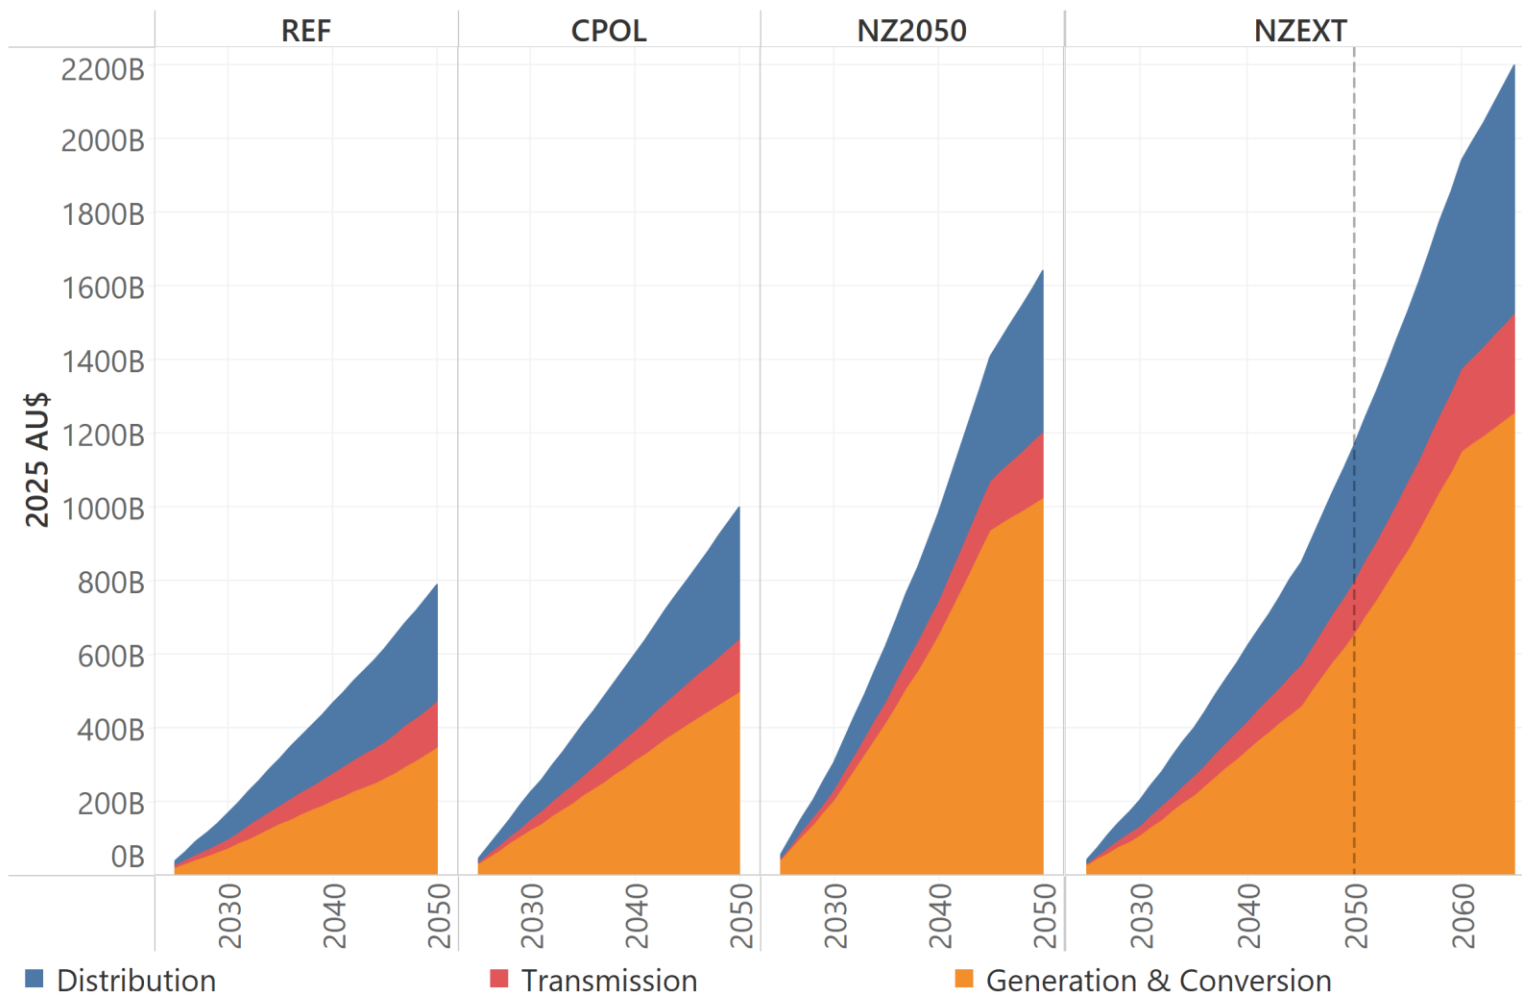 REF CPOL NZ2050 NZEXT
2200B
2000B
1800B
1600B
1400B
1200B
1000B
800B
600B
400B
200B
0B
2025 AU$
2030 2040 2050 2030 2040 2050 2030 2040 2050 2030 2040 2050 2060
Distribution Transmission Generation & Conversion